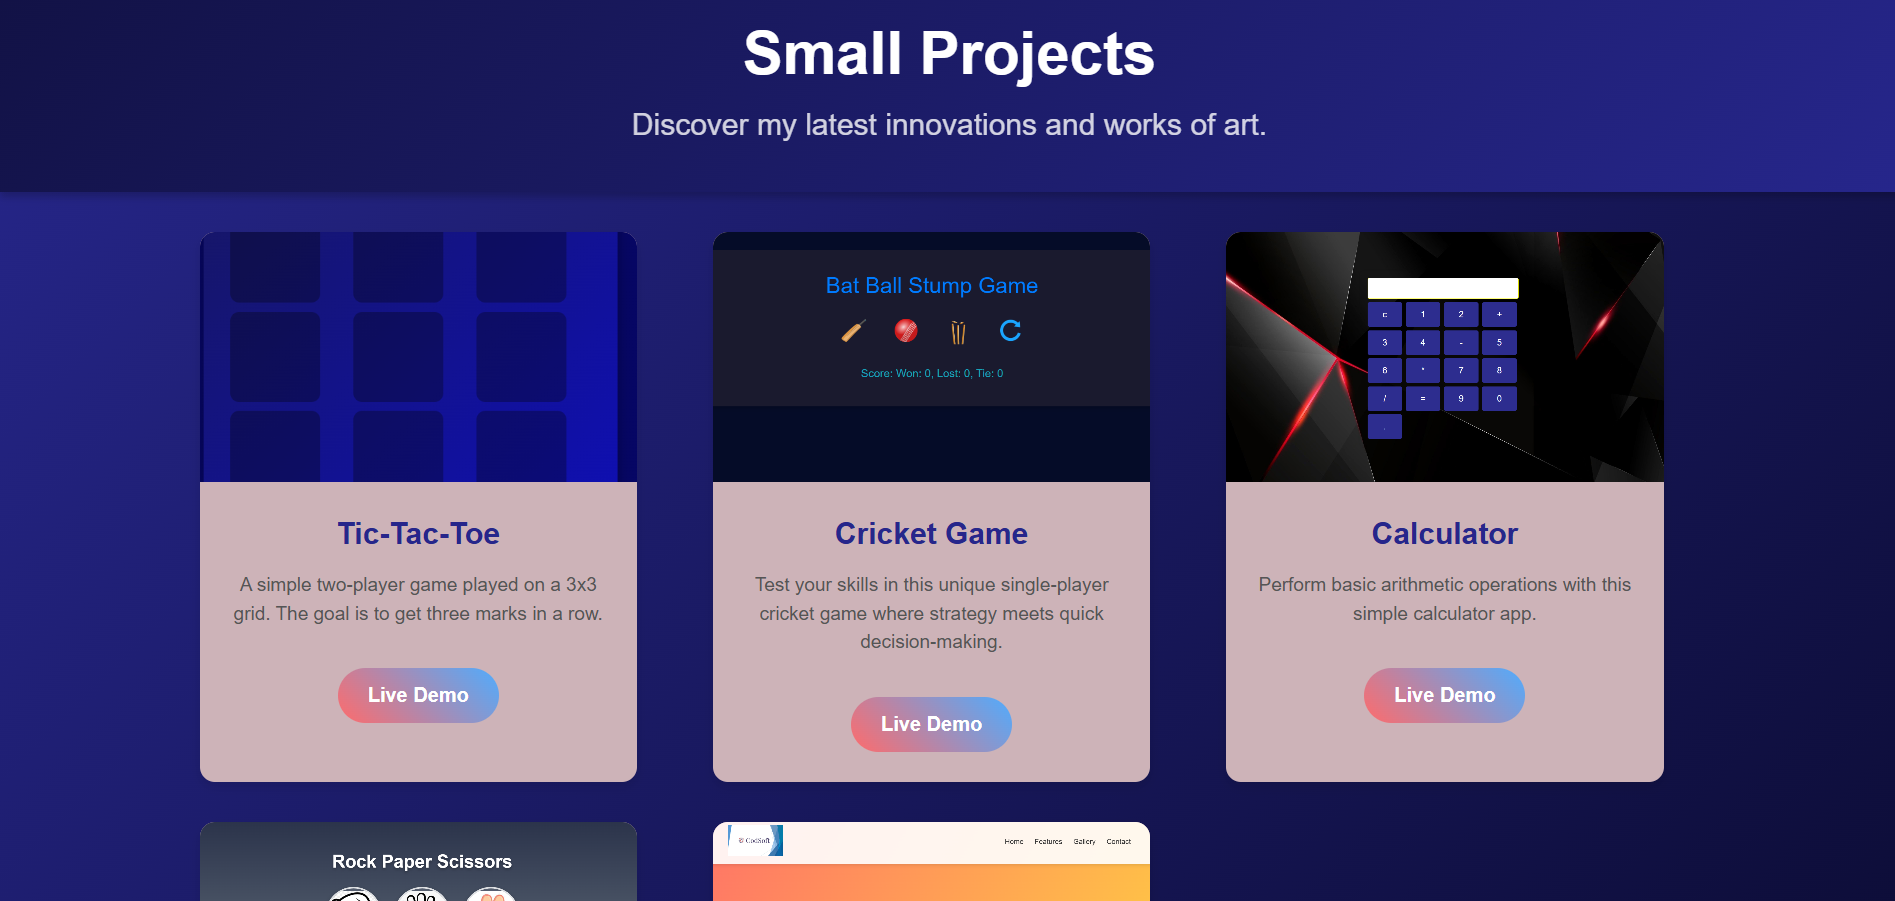 Small Projects
Discover my latest innovations and works of art.
Bat Ball Stump Game
Score: Won: 0, Lost: 0, Tie: 0
c 1 2 +
3 4 - 5
6 * 7 8
/ = 9 0
.
Tic-Tac-Toe
A simple two-player game played on a 3x3
grid. The goal is to get three marks in a row.
Live Demo
Cricket Game
Test your skills in this unique single-player
cricket game where strategy meets quick
decision-making.
Live Demo
Calculator
Perform basic arithmetic operations with this
simple calculator app.
Live Demo
Rock Paper Scissors
CodSoft
Home Features Gallery Contact